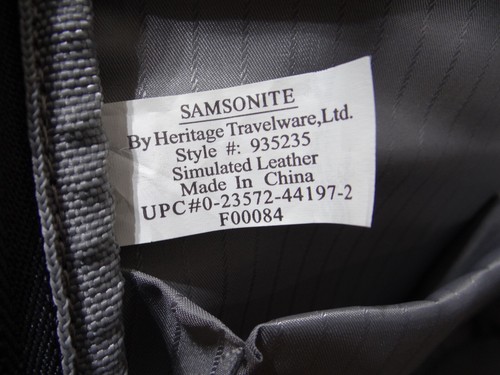 SAMSONITE
By Heritage Travelware,Ltd.
Style #: 935235
Simulated Leather
Made In China
UPC#0-23572-44197-2
F00084